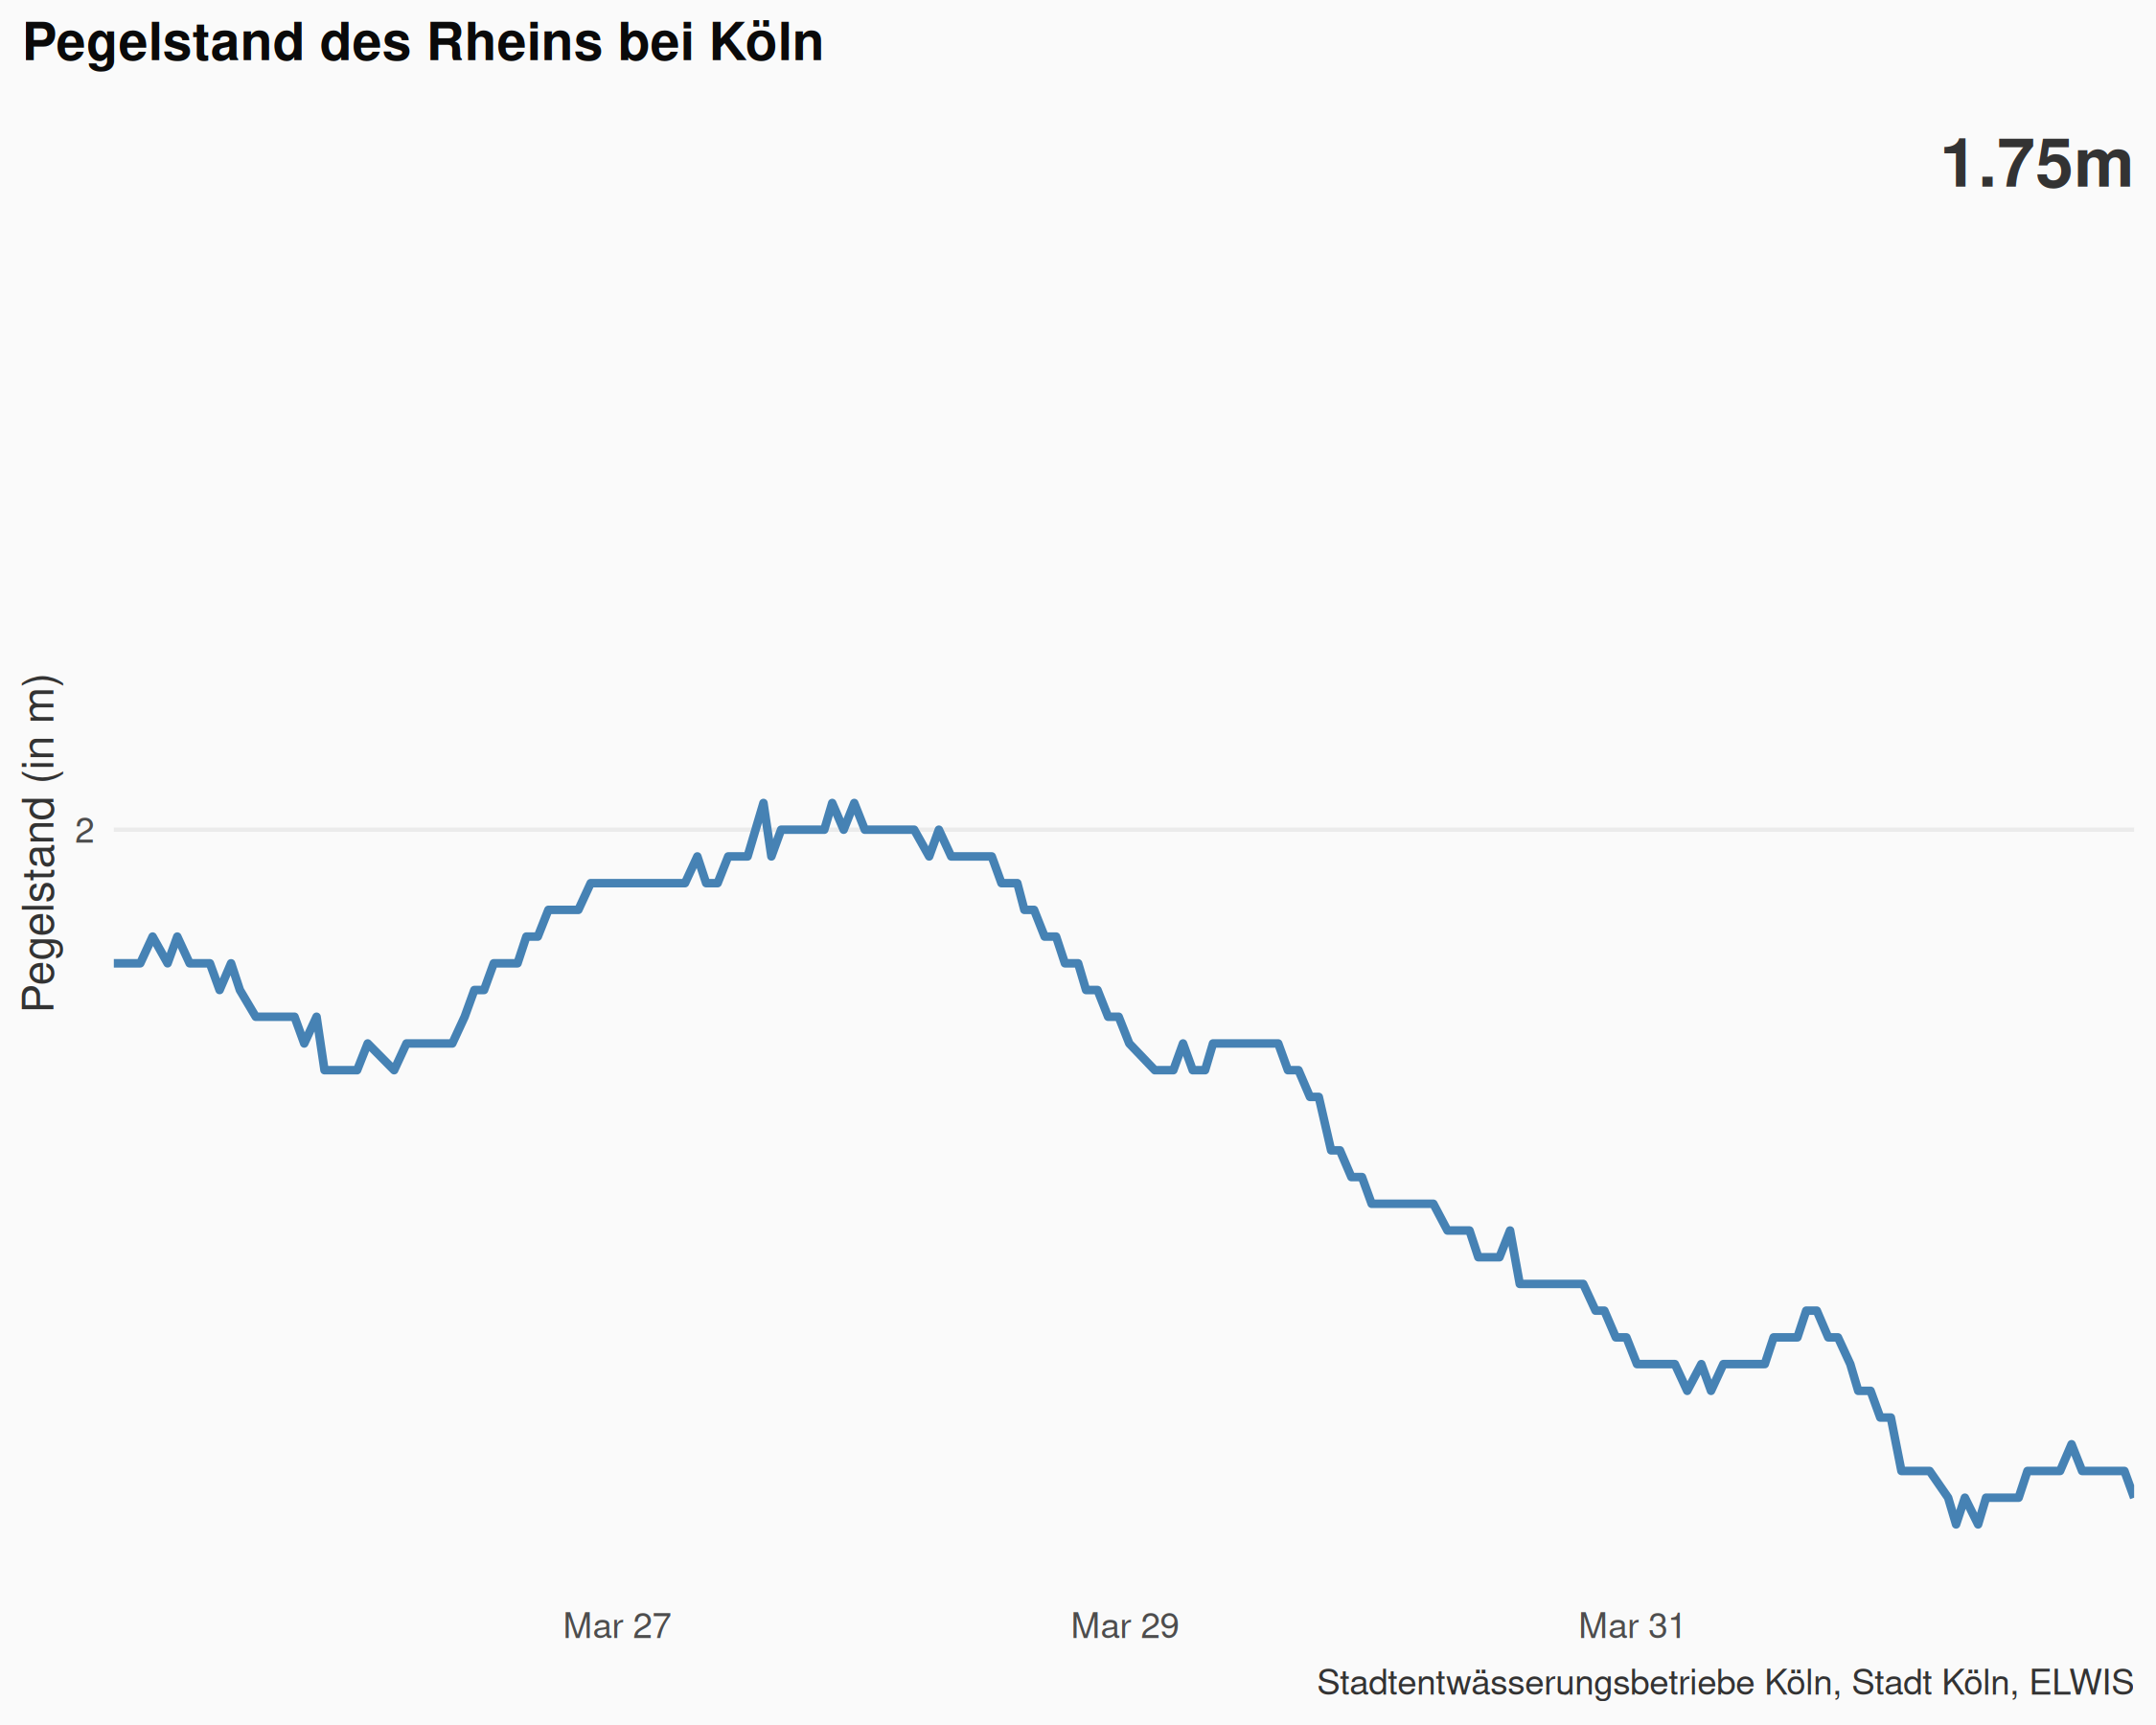 Pegelstand des Rheins bei Köln
1.75m
Pegelstand (in m)
2
Mar 27
Mar 29
Mar 31
Stadtentwässerungsbetriebe Köln, Stadt Köln, ELWIS